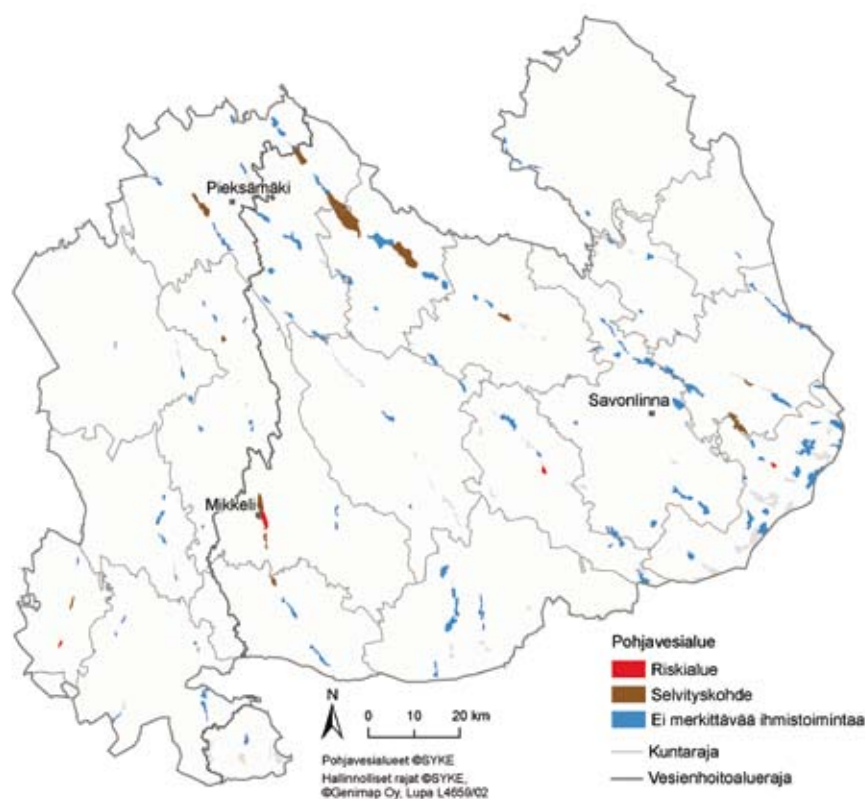 Pieksämäki
Savonlinna
Mikkeli
Pohjavesialue
Riskialue
Selvityskohde
Ei merkittävää ihmistoimintaa
Kuntaraja
Vesienhoitoalueraja
N
0 10 20 km
Pohjavesialueet ©SYKE
Hallinnolliset rajat ©SYKE,
©Genimap Oy, Lupa L4659/02